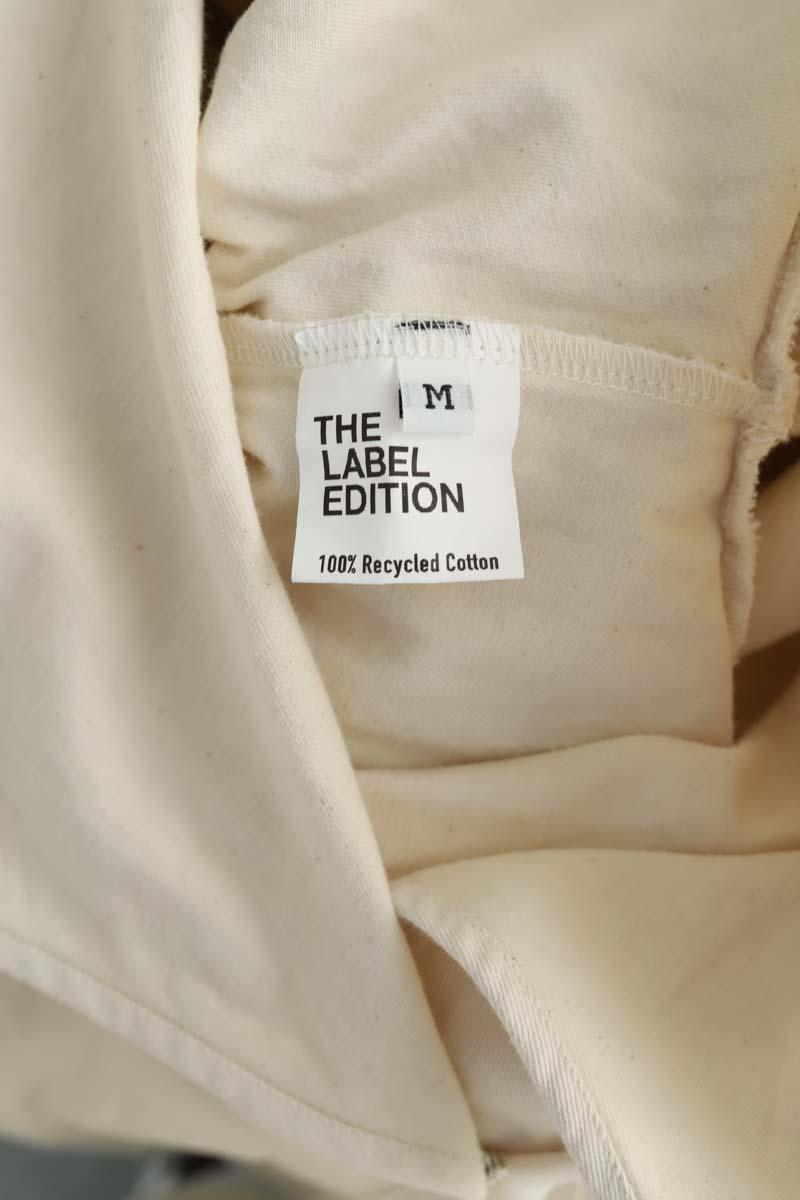 M
THE
LABEL
EDITION
100% Recycled Cotton